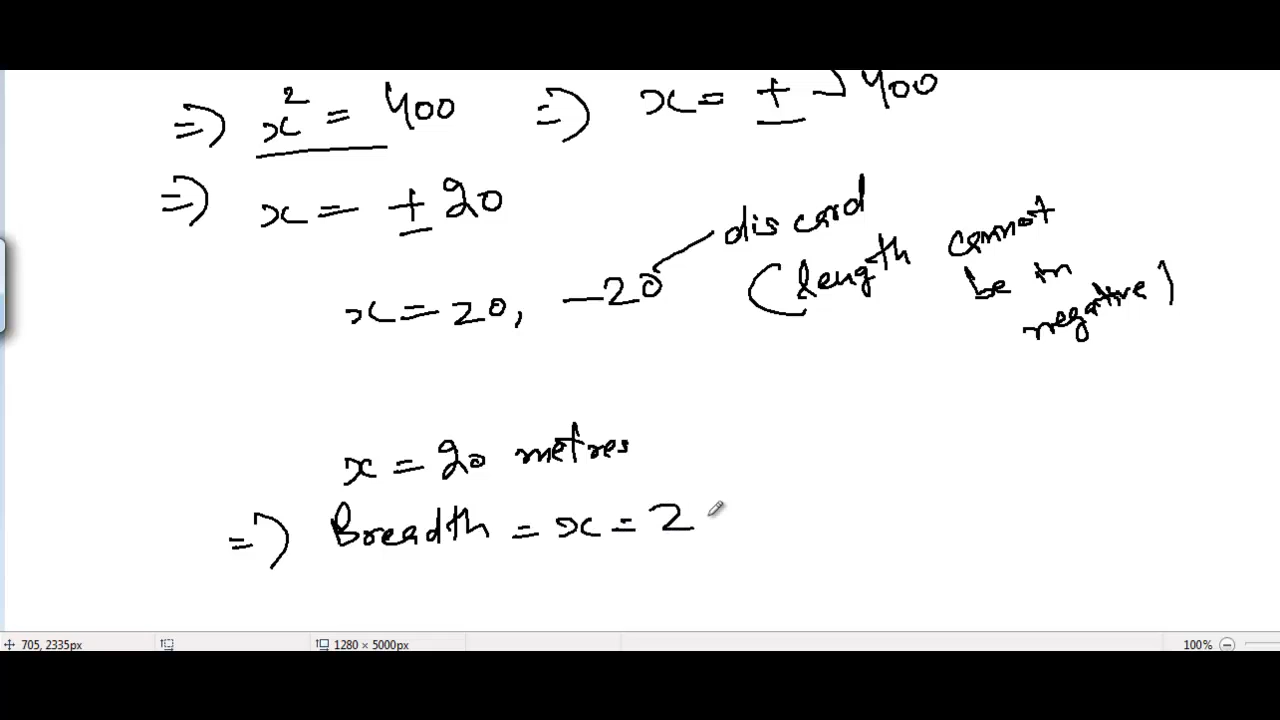 ⇒ x² = 400 ⇒ x = ± √400
⇒ x = ± 20
x = 20, −20 discard (length cannot be in negative)
x = 20 metres
⇒ Breadth = x = 2
705, 2335px 1280 × 5000px 100%